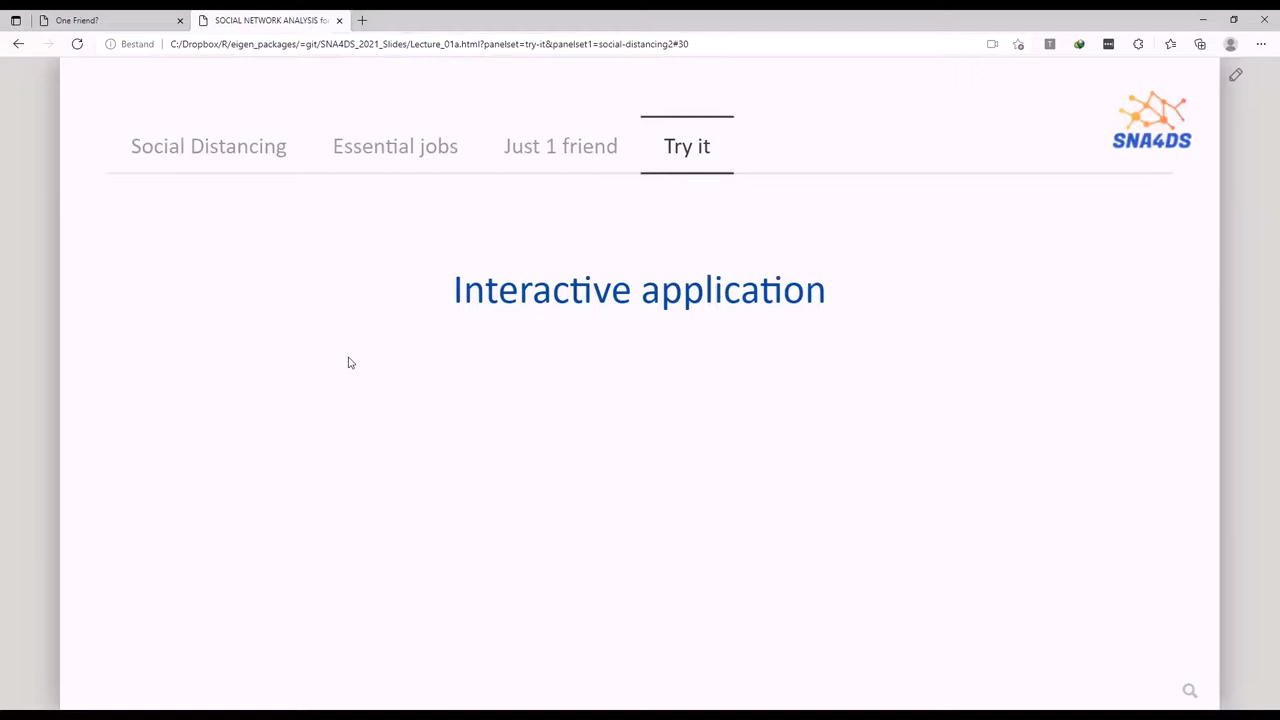 One Friend?
SOCIAL NETWORK ANALYSIS fo
Bestand
C:/Dropbox/R/eigen_packages/=git/SNA4DS_2021_Slides/Lecture_01a.html?panelset=try-it&panelset1=social-distancing2#30
T
Social Distancing
Essential jobs
Just 1 friend
Try it
SNA4DS
Interactive application